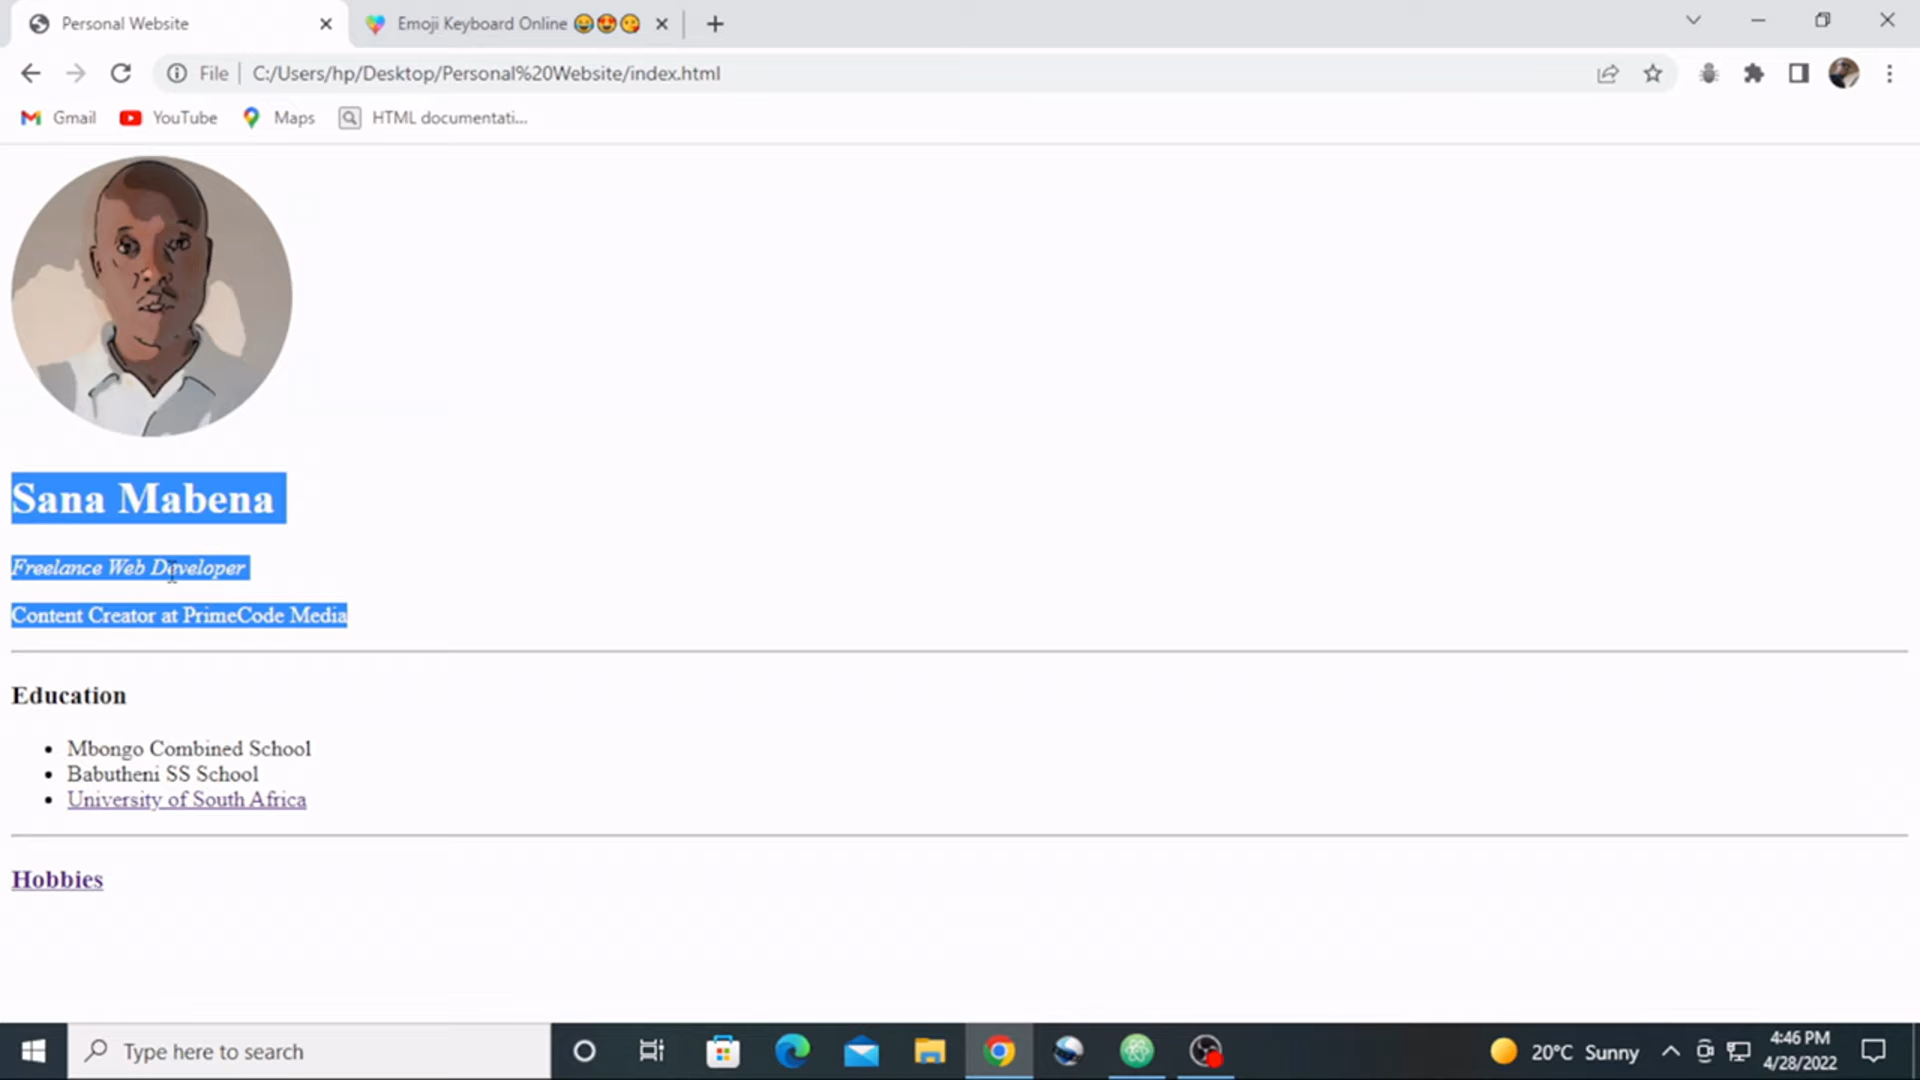 Personal Website
Emoji Keyboard Online 😂😍😘
File
C:/Users/hp/Desktop/Personal%20Website/index.html
Gmail
YouTube
Maps
HTML documentati...
Sana Mabena
Freelance Web Developer
Content Creator at PrimeCode Media
Education
Mbongo Combined School
Babutheni SS School
University of South Africa
Hobbies
Type here to search
20°C Sunny
4:46 PM
4/28/2022